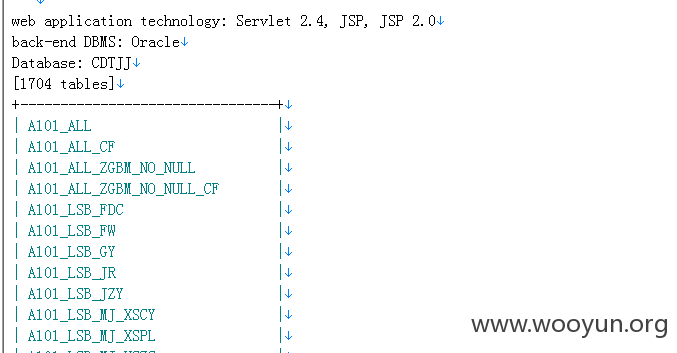 web application technology: Servlet 2.4, JSP, JSP 2.0↓
back-end DBMS: Oracle↓
Database: CDTJJ↓
[1704 tables]↓
+-------------------------------+↓
| A101_ALL |↓
| A101_ALL_CF |↓
| A101_ALL_ZGBM_NO_NULL |↓
| A101_ALL_ZGBM_NO_NULL_CF |↓
| A101_LSB_FDC |↓
| A101_LSB_FW |↓
| A101_LSB_GY |↓
| A101_LSB_JR |↓
| A101_LSB_JZY |↓
| A101_LSB_MJ_XSCY |↓
| A101_LSB_MJ_XSPL |↓
www.wooyun.org